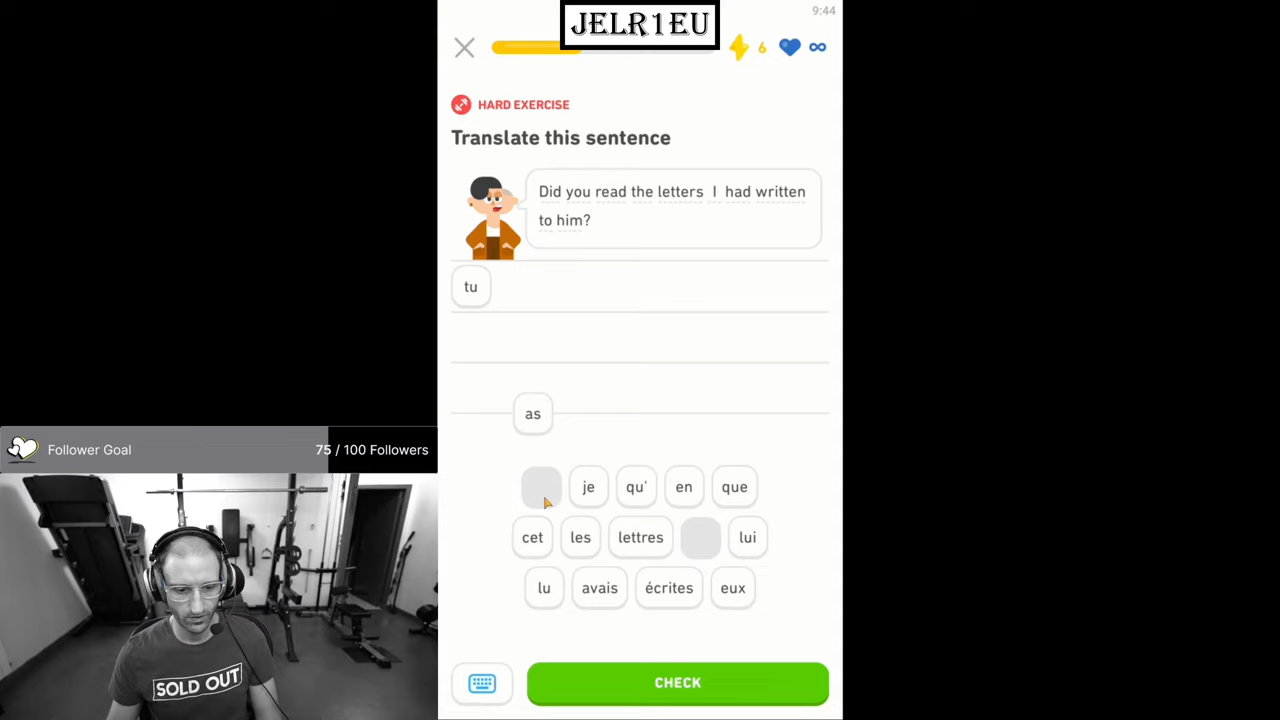 JELR1EU
9:44
6
HARD EXERCISE
Translate this sentence
Did you read the letters I had written
to him?
tu
as
je qu' en que
cet les lettres lui
lu avais écrites eux
CHECK
Follower Goal 75 / 100 Followers
SOLD OUT